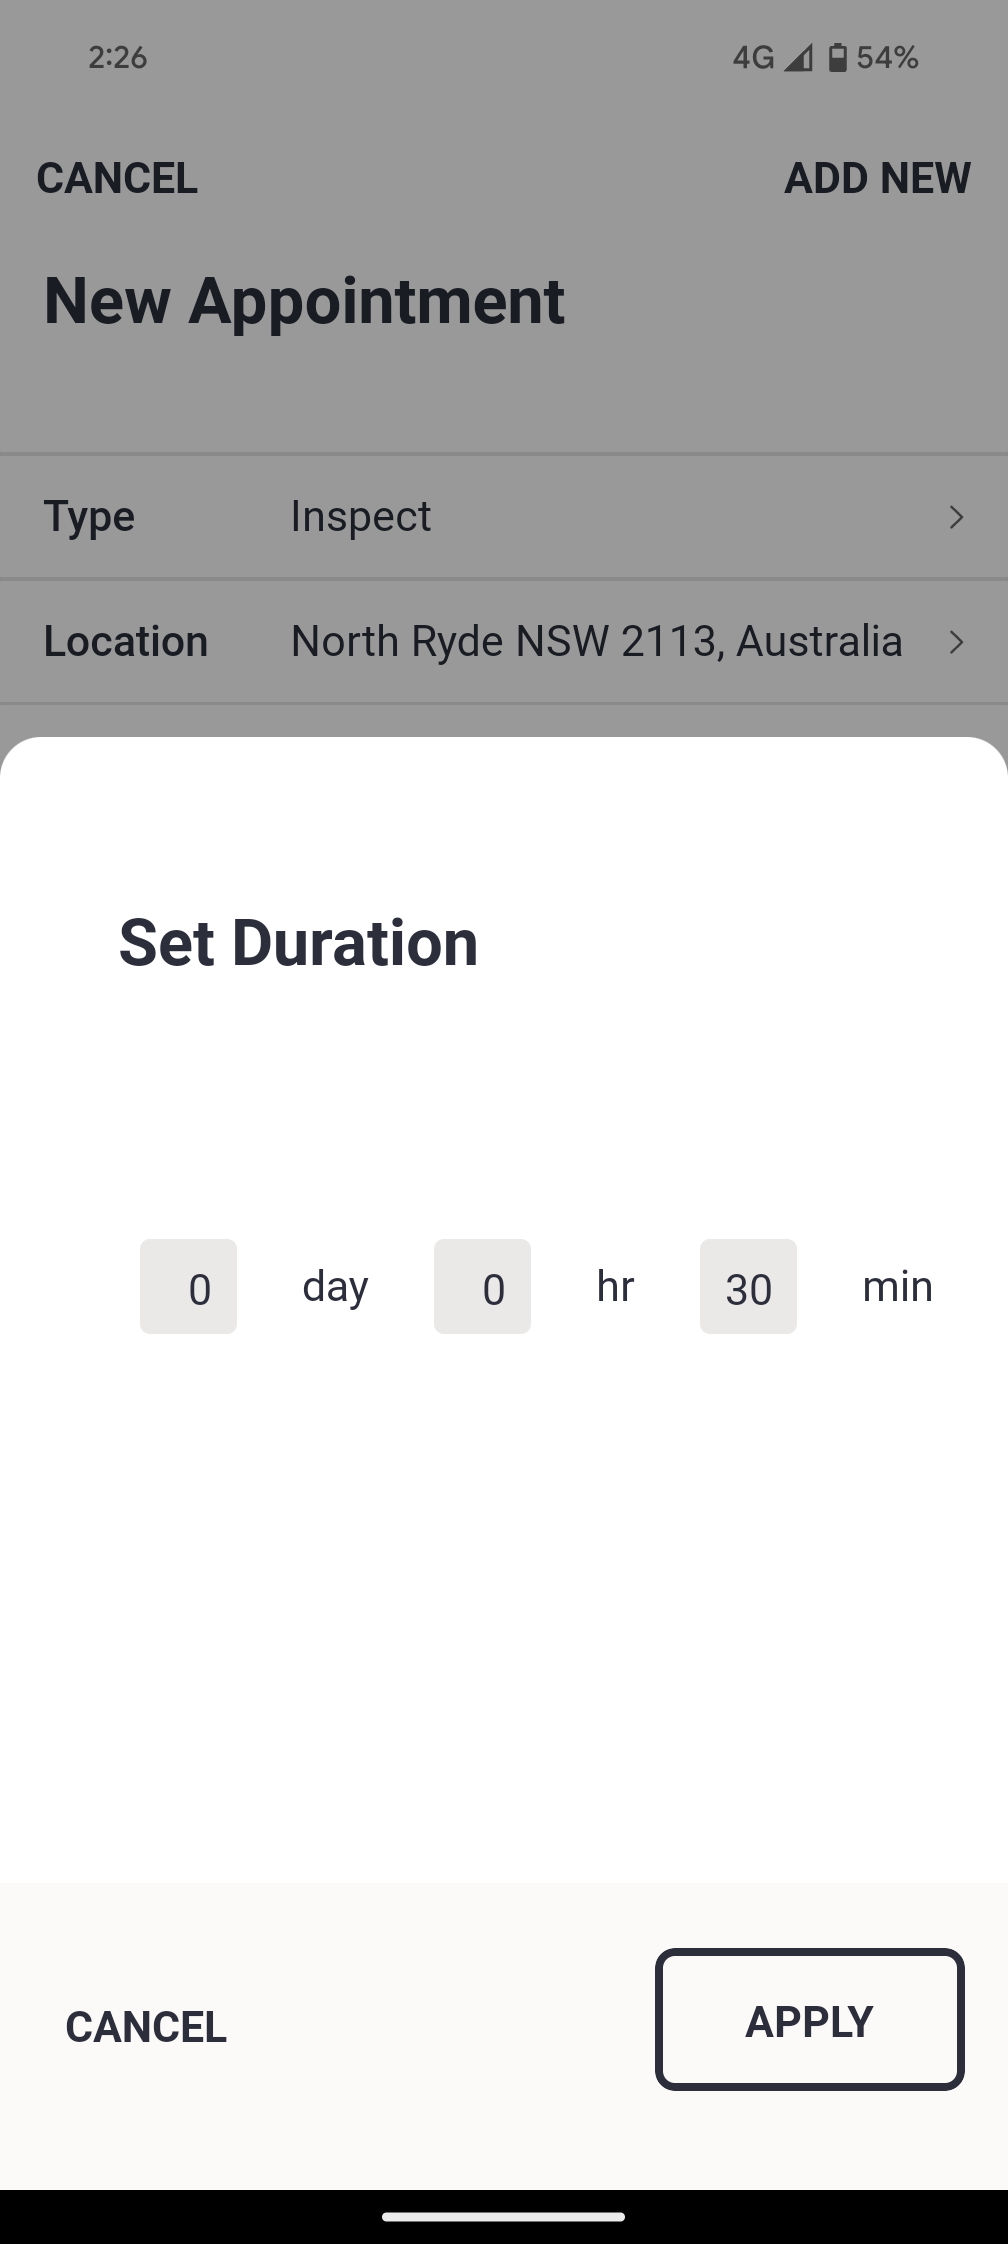 2:26 4G 54%
CANCEL ADD NEW
New Appointment
Type Inspect
Location North Ryde NSW 2113, Australia
Set Duration
0 day 0 hr 30 min
CANCEL APPLY